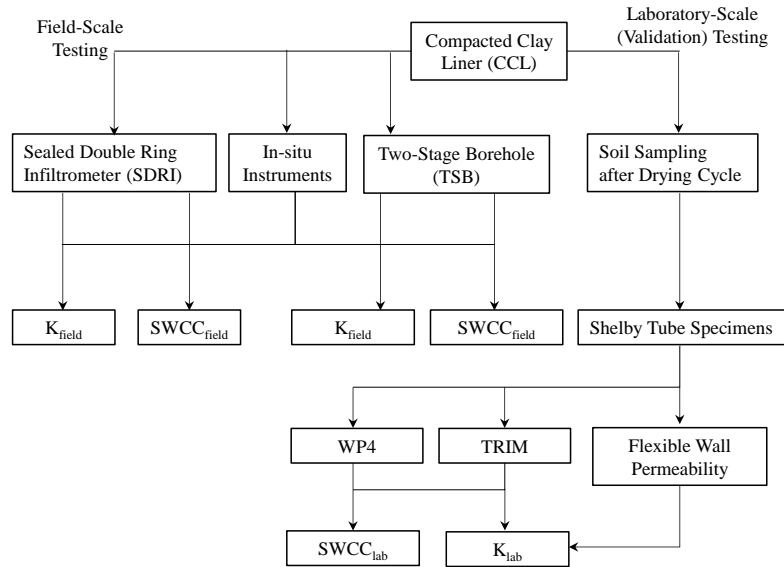 Field-Scale
Testing
Compacted Clay
Liner (CCL)
Laboratory-Scale
(Validation) Testing
Sealed Double Ring
Infiltrometer (SDRI)
In-situ
Instruments
Two-Stage Borehole
(TSB)
Soil Sampling
after Drying Cycle
Kfield
SWCCfield
Kfield
SWCCfield
Shelby Tube Specimens
WP4
TRIM
Flexible Wall
Permeability
SWCClab
Klab